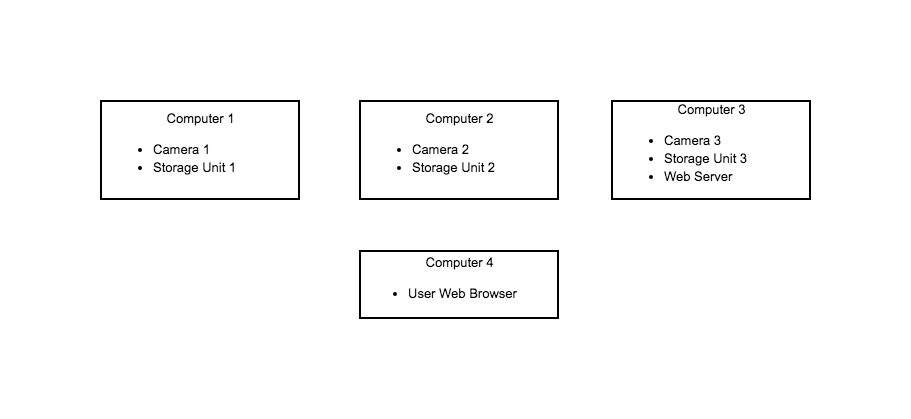 Computer 1
• Camera 1
• Storage Unit 1
Computer 2
• Camera 2
• Storage Unit 2
Computer 3
• Camera 3
• Storage Unit 3
• Web Server
Computer 4
• User Web Browser